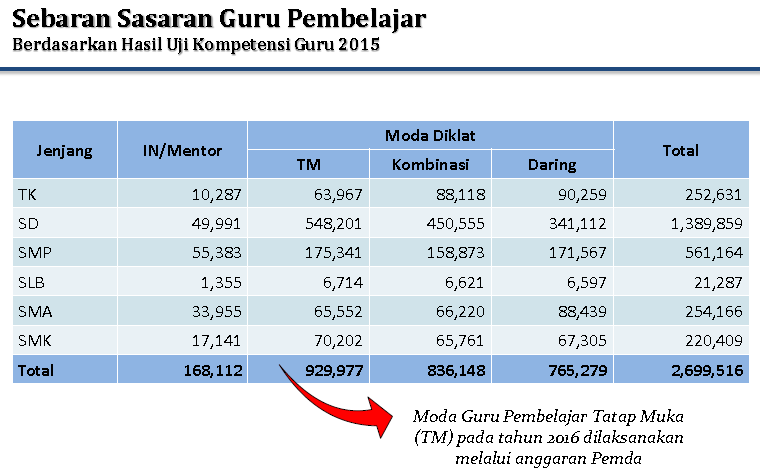 Sebaran Sasaran Guru Pembelajar
Berdasarkan Hasil Uji Kompetensi Guru 2015
Jenjang IN/Mentor Moda Diklat Total
TM Kombinasi Daring
TK 10,287 63,967 88,118 90,259 252,631
SD 49,991 548,201 450,555 341,112 1,389,859
SMP 55,383 175,341 158,873 171,567 561,164
SLB 1,355 6,714 6,621 6,597 21,287
SMA 33,955 65,552 66,220 88,439 254,166
SMK 17,141 70,202 65,761 67,305 220,409
Total 168,112 929,977 836,148 765,279 2,699,516
Moda Guru Pembelajar Tatap Muka
(TM) pada tahun 2016 dilaksanakan
melalui anggaran Pemda